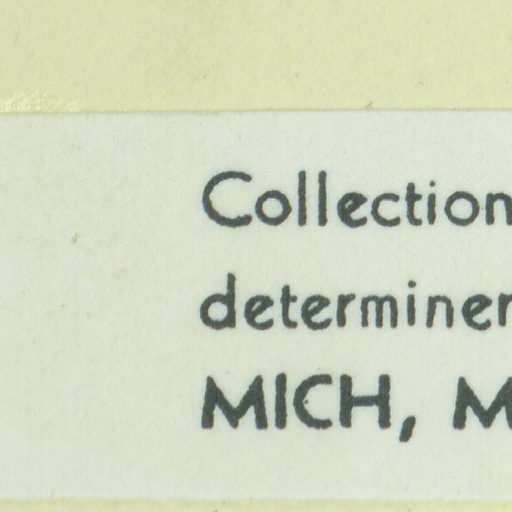 Collection
determiner
MICH, M